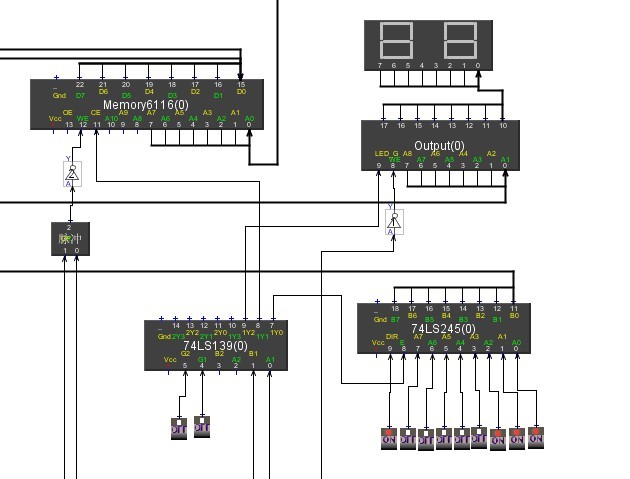 7 6 5 4 3 2 1 0
22 21 20 19 18 17 16 15
_ D6 D4 D2 D0
Gnd D7 D5 D3 D1
Memory6116(0)
OE CE A9 A7 A5 A3 A1
Vcc WE A10 A8 A6 A4 A2 A0
13 12 11 10 9 8 7 6 5 4 3 2 1 0
17 16 15 14 13 12 11 10
Output(0)
LED G A8 A6 A4 A2
WE A7 A5 A3 A1
9 8 7 6 5 4 3 2 1 0
Y
A
Y
1
A
2
脉冲
1 0
14 13 12 11 10 9 8 7
_ 2Y2 2Y0 1Y2 1Y0
Gnd 2Y3 2Y1 1Y3 1Y1
74LS139(0)
G2 B2 B1
Vcc G1 A2 A1
5 4 3 2 1 0
18 17 16 15 14 13 12 11
_ B6 B4 B2 B0
Gnd B7 B5 B3 B1
74LS245(0)
DIR A7 A5 A3 A1
Vcc E A6 A4 A2 A0
9 8 7 6 5 4 3 2 1 0
OFF OFF
ON OFF OFF OFF OFF OFF ON ON ON